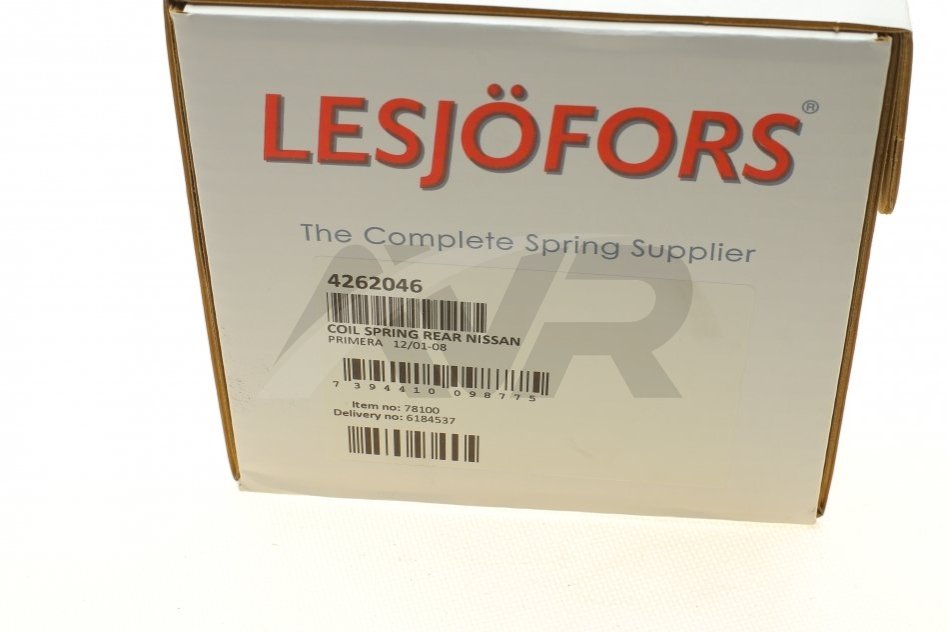 LESJÖFORS®
The Complete Spring Supplier
4262046
COIL SPRING REAR NISSAN
PRIMERA 12/01-08
7 394410 098775
Item no: 78100
Delivery no: 6184537
AVR